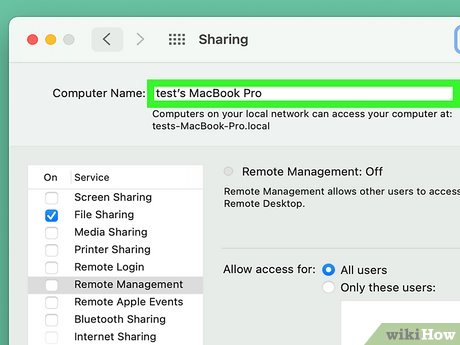 Sharing
Computer Name: test's MacBook Pro
Computers on your local network can access your computer at:
tests-MacBook-Pro.local
On Service
Screen Sharing
File Sharing
Media Sharing
Printer Sharing
Remote Login
Remote Management
Remote Apple Events
Bluetooth Sharing
Internet Sharing
Remote Management: Off
Remote Management allows other users to access
Remote Desktop.
Allow access for: All users
Only these users:
wikiHow